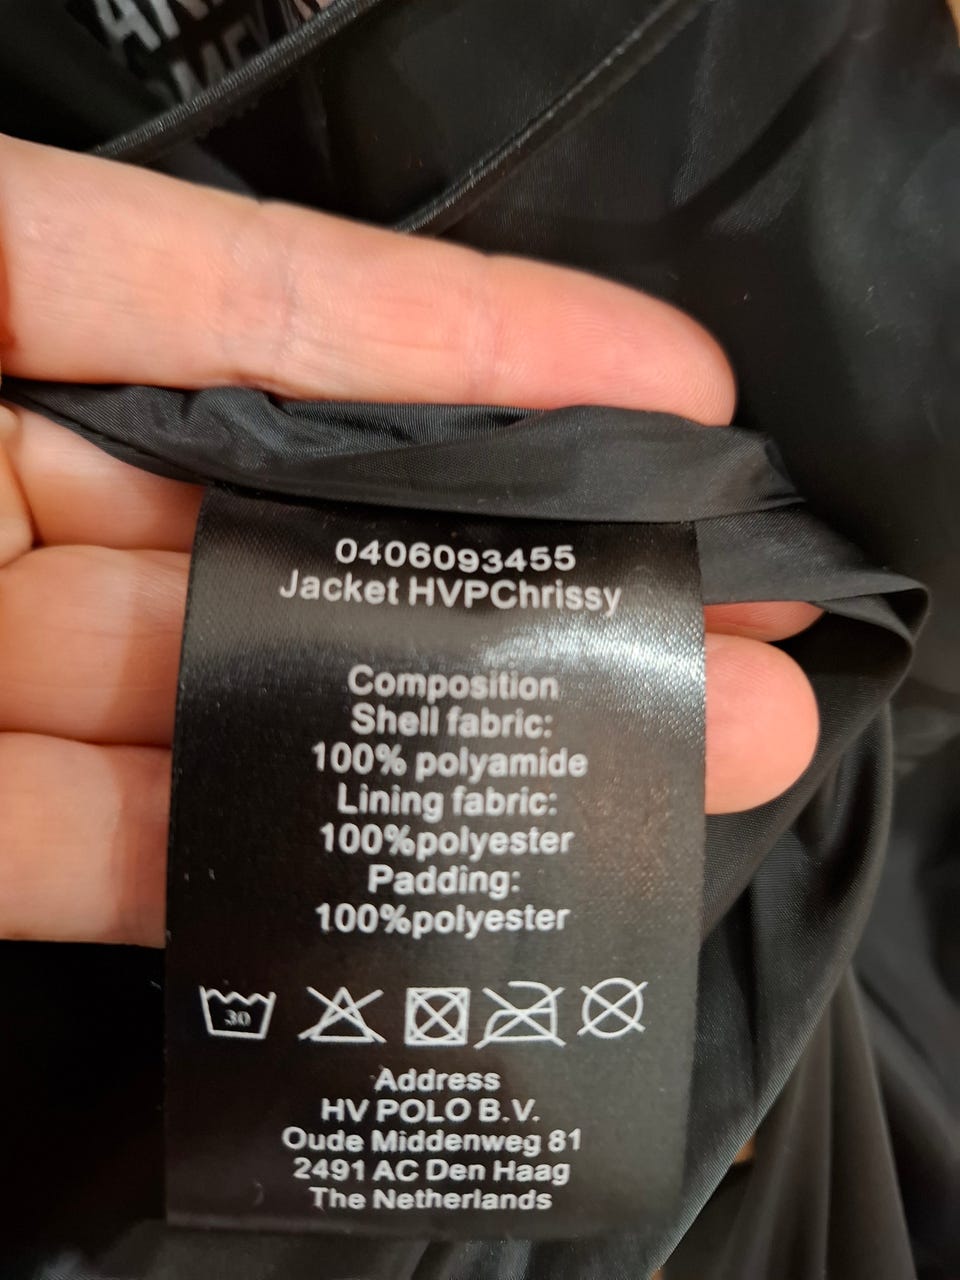 0406093455
Jacket HVPChrissy
Composition
Shell fabric:
100% polyamide
Lining fabric:
100%polyester
Padding:
100%polyester
30
Address
HV POLO B.V.
Oude Middenweg 81
2491 AC Den Haag
The Netherlands